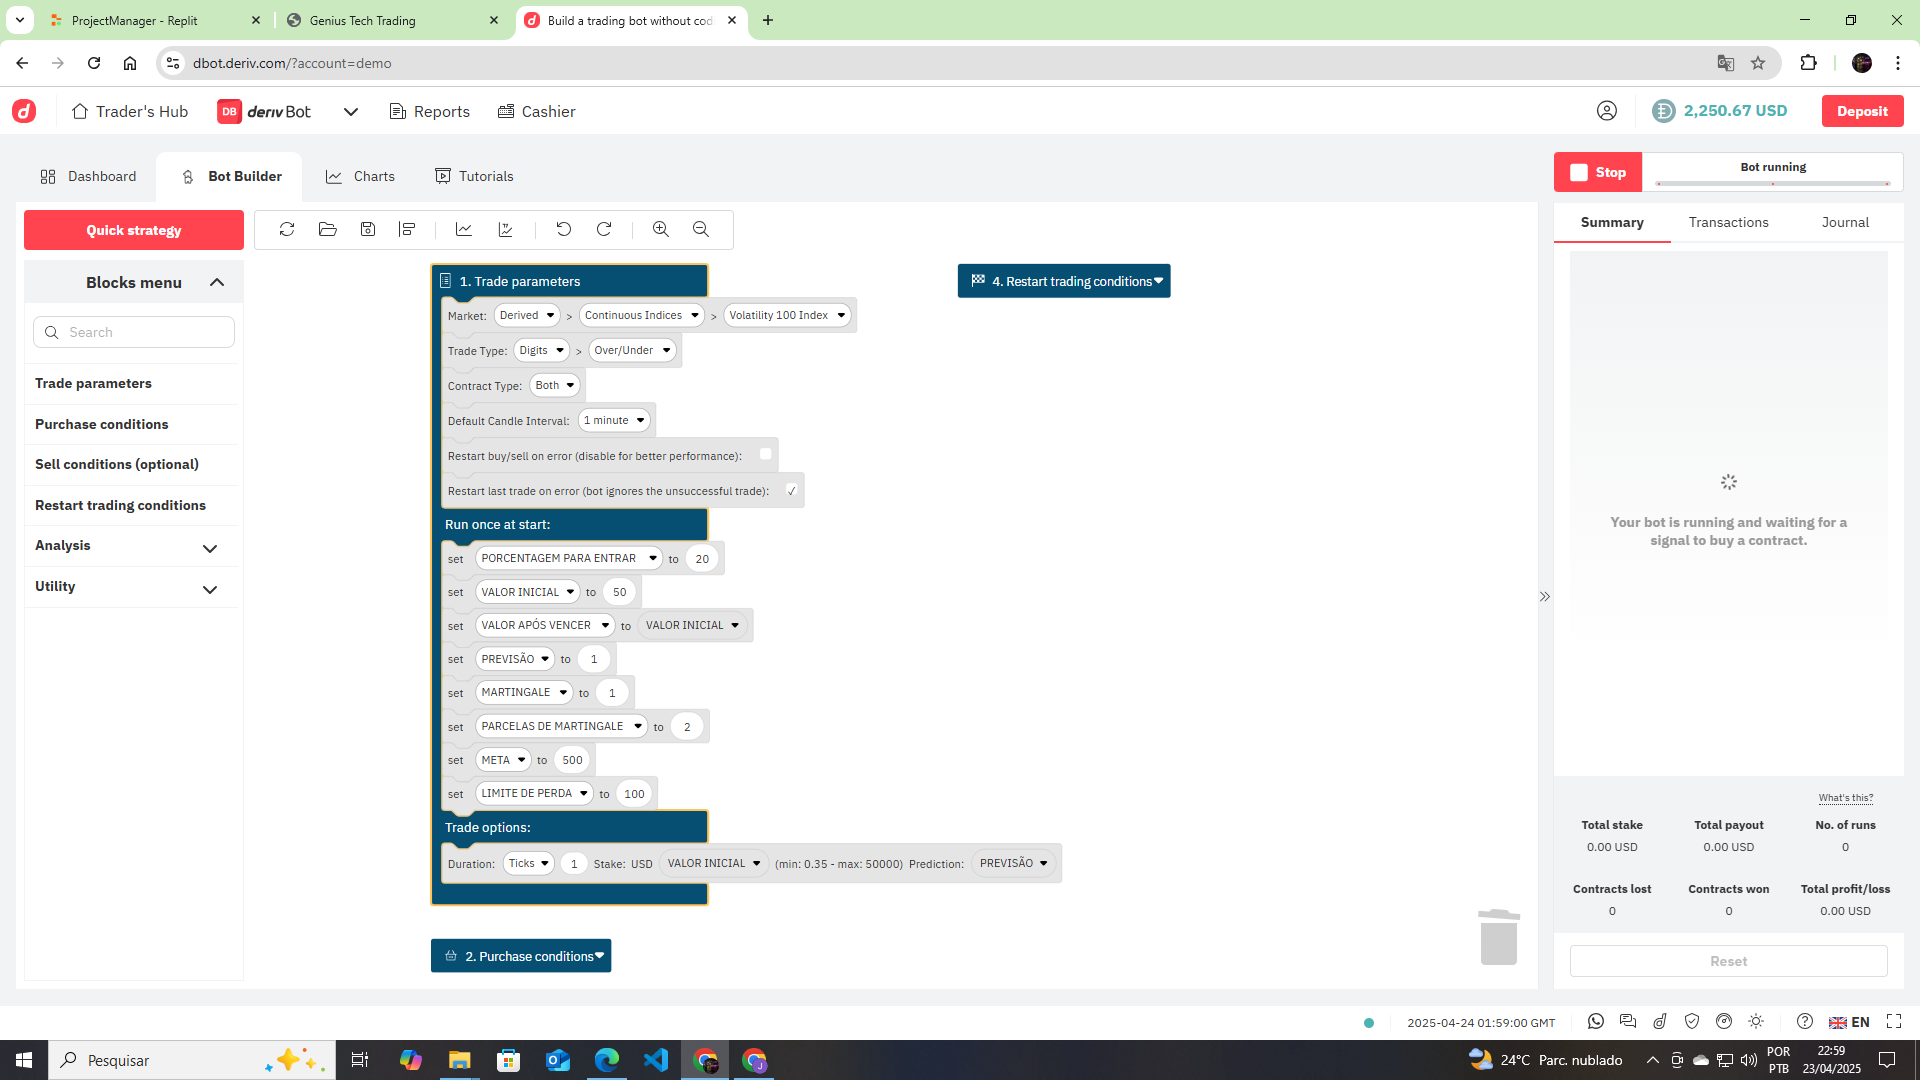 ProjectManager - Replit
Genius Tech Trading
Build a trading bot without cod
dbot.deriv.com/?account=demo
Trader's Hub
DB deriv Bot
Reports
Cashier
2,250.67 USD
Deposit
Dashboard
Bot Builder
Charts
Tutorials
Stop
Bot running
Quick strategy
Blocks menu
Search
Trade parameters
Purchase conditions
Sell conditions (optional)
Restart trading conditions
Analysis
Utility
1. Trade parameters
Market: Derived > Continuous Indices > Volatility 100 Index
Trade Type: Digits > Over/Under
Contract Type: Both
Default Candle Interval: 1 minute
Restart buy/sell on error (disable for better performance):
Restart last trade on error (bot ignores the unsuccessful trade): ✓
Run once at start:
set PORCENTAGEM PARA ENTRAR to 20
set VALOR INICIAL to 50
set VALOR APÓS VENCER to VALOR INICIAL
set PREVISÃO to 1
set MARTINGALE to 1
set PARCELAS DE MARTINGALE to 2
set META to 500
set LIMITE DE PERDA to 100
Trade options:
Duration: Ticks 1 Stake: USD VALOR INICIAL (min: 0.35 - max: 50000) Prediction: PREVISÃO
2. Purchase conditions
4. Restart trading conditions
Summary
Transactions
Journal
Your bot is running and waiting for a
signal to buy a contract.
What's this?
Total stake
0.00 USD
Total payout
0.00 USD
No. of runs
0
Contracts lost
0
Contracts won
0
Total profit/loss
0.00 USD
Reset
2025-04-24 01:59:00 GMT
EN
Pesquisar
24°C Parc. nublado
POR
PTB
22:59
23/04/2025